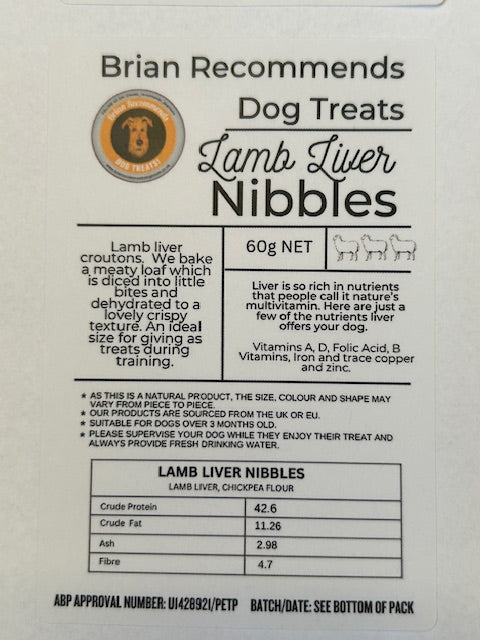 Brian Recommends
Dog Treats
Brian Recommends
DOG TREATS!
Lamb Liver
Nibbles
60g NET
Lamb liver
croutons. We bake
a meaty loaf which
is diced into little
bites and
dehydrated to a
lovely crispy
texture. An ideal
size for giving as
treats during
training.
Liver is so rich in nutrients
that people call it nature's
multivitamin. Here are just a
few of the nutrients liver
offers your dog.
Vitamins A, D, Folic Acid, B
Vitamins, Iron and trace copper
and zinc.
* AS THIS IS A NATURAL PRODUCT, THE SIZE, COLOUR AND SHAPE MAY
VARY FROM PIECE TO PIECE.
* OUR PRODUCTS ARE SOURCED FROM THE UK OR EU.
* SUITABLE FOR DOGS OVER 3 MONTHS OLD.
* PLEASE SUPERVISE YOUR DOG WHILE THEY ENJOY THEIR TREAT AND
ALWAYS PROVIDE FRESH DRINKING WATER.
LAMB LIVER NIBBLES
LAMB LIVER, CHICKPEA FLOUR
Crude Protein 42.6
Crude Fat 11.26
Ash 2.98
Fibre 4.7
ABP APPROVAL NUMBER: U1428921/PETP BATCH/DATE: SEE BOTTOM OF PACK